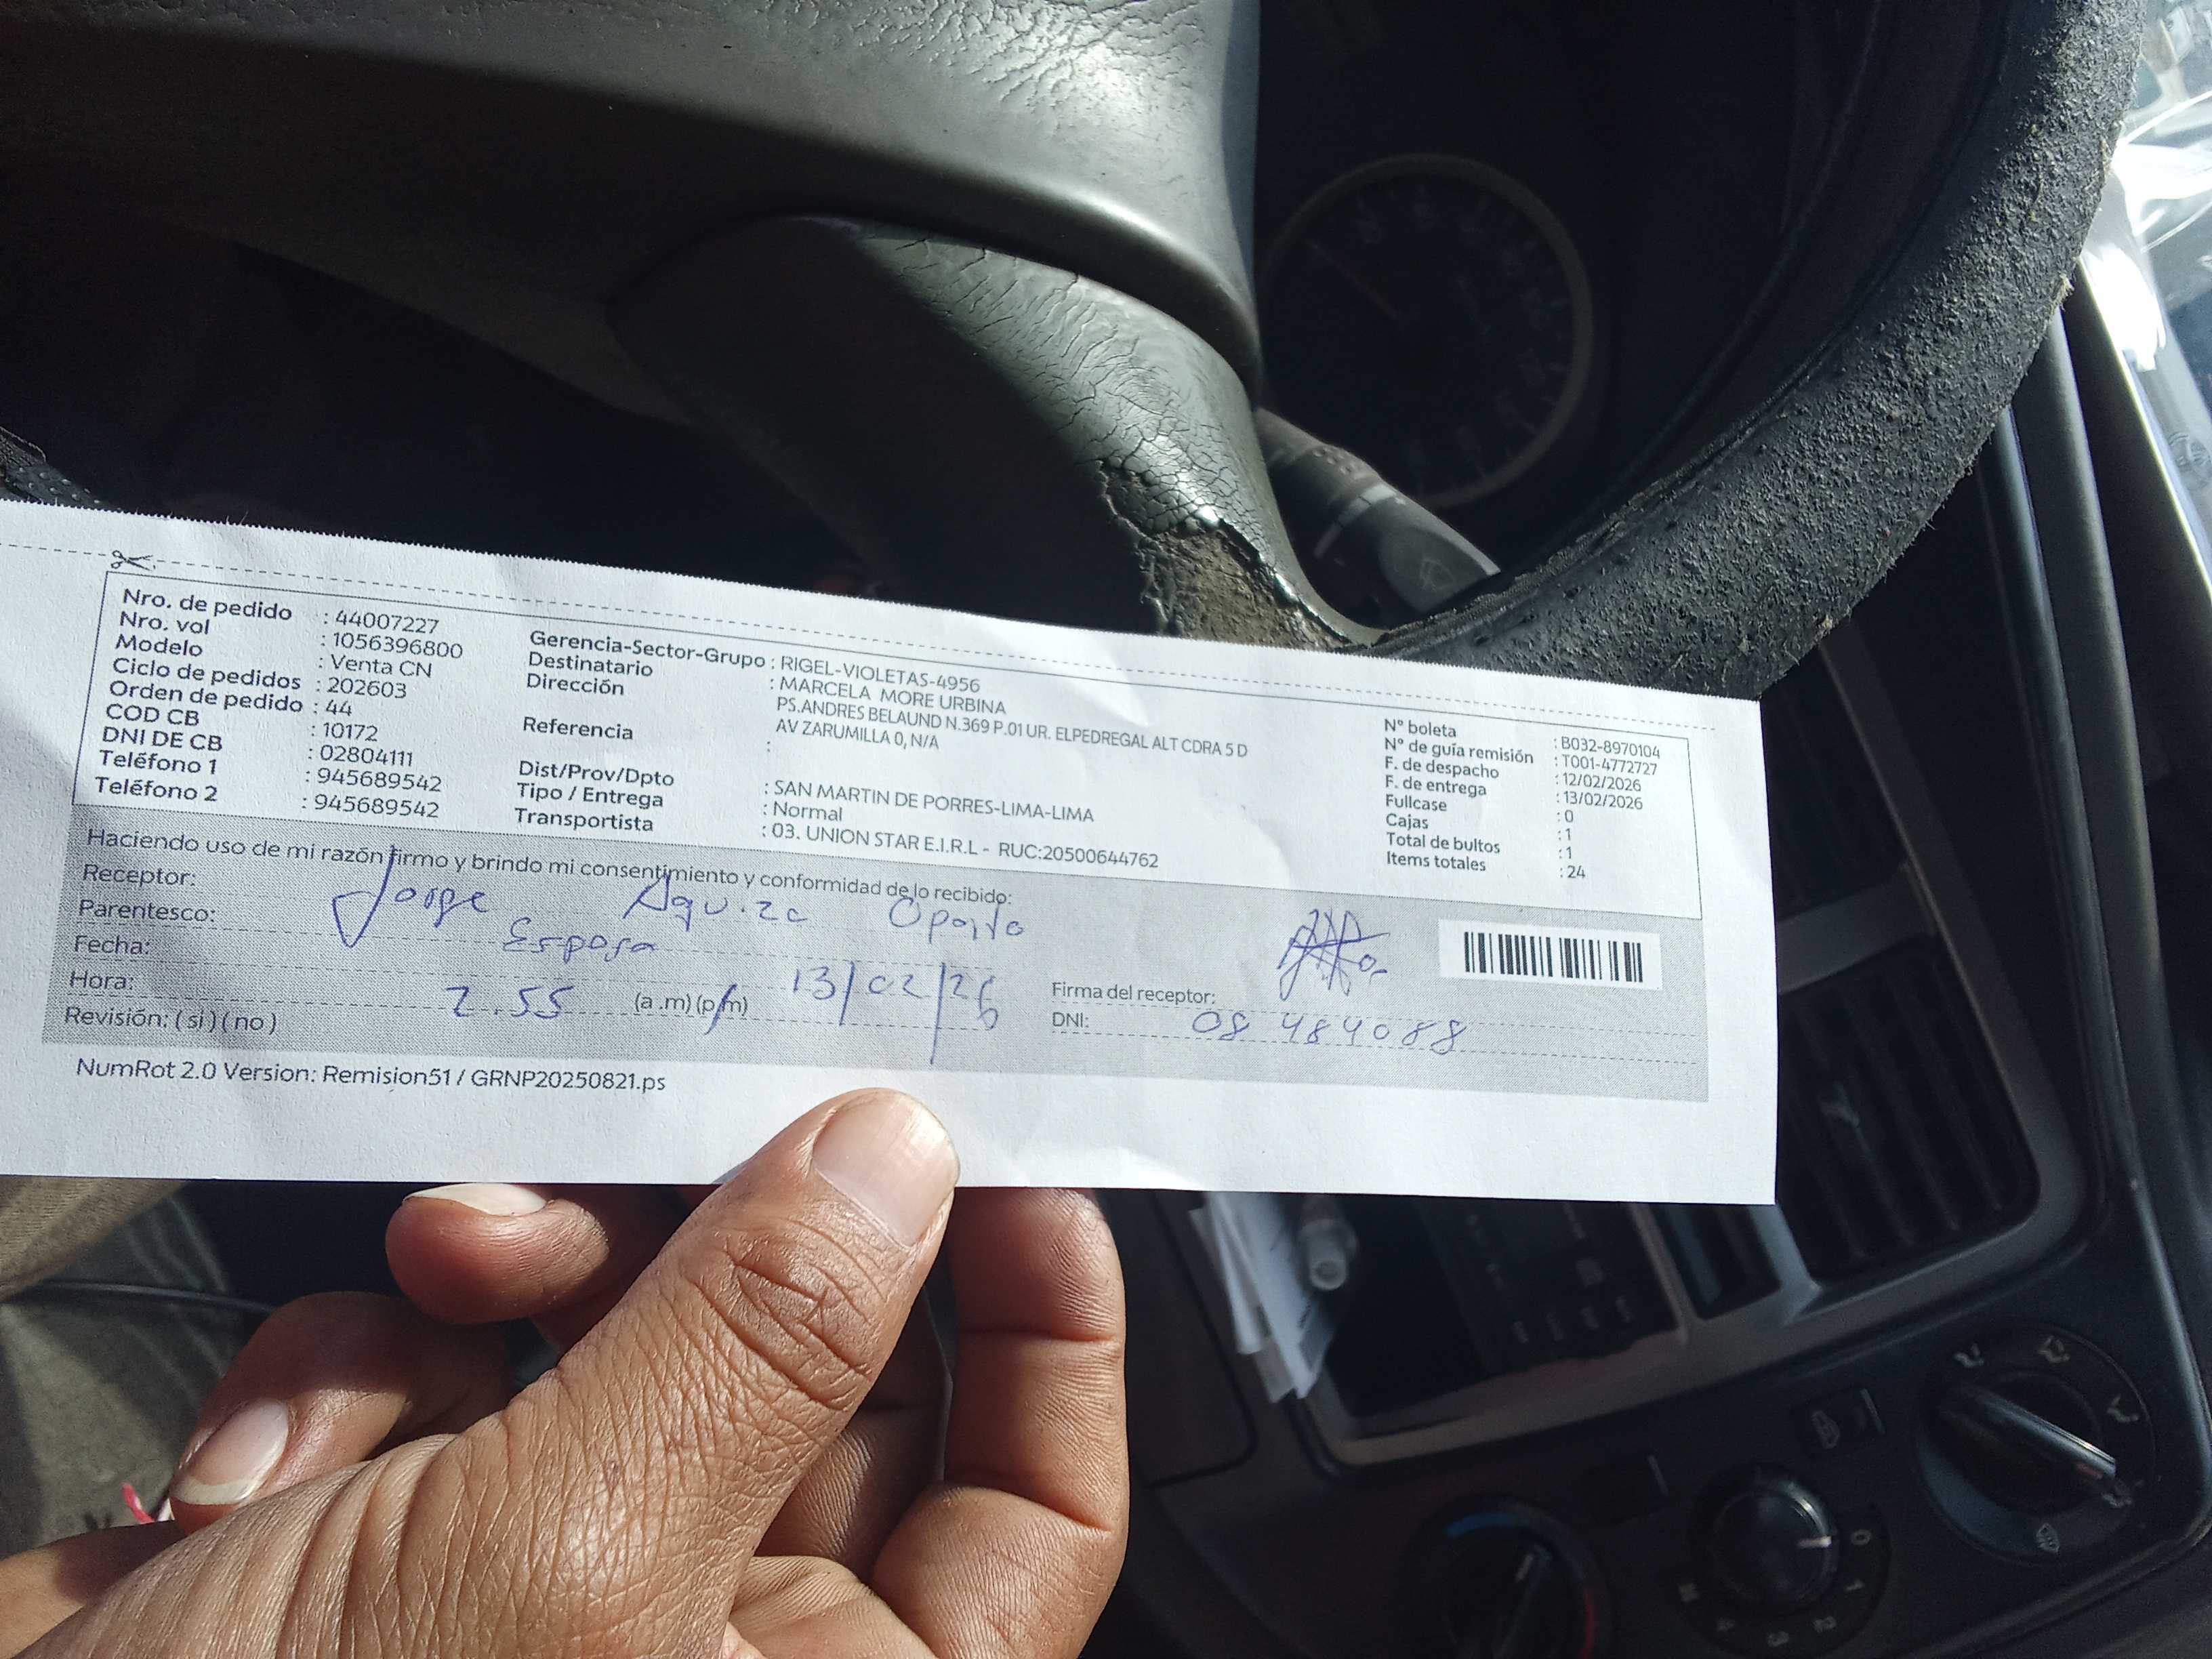 Nro. de pedido : 44007227
Nro. vol : 1056396800
Modelo : Venta CN
Ciclo de pedidos : 202603
Orden de pedido : 44
COD CB : 10172
DNI DE CB : 02804111
Teléfono 1 : 945689542
Teléfono 2 : 945689542
Gerencia-Sector-Grupo : RIGEL-VIOLETAS-4956
Destinatario : MARCELA MORE URBINA
Dirección PS.ANDRES BELAUND N.369 P.01 UR. ELPEDREGAL ALT CDRA 5 D
AV ZARUMILLA 0, N/A
Referencia :
Dist/Prov/Dpto : SAN MARTIN DE PORRES-LIMA-LIMA
Tipo / Entrega : Normal
Transportista : 03. UNION STAR E.I.R.L - RUC:20500644762
N° boleta : B032-8970104
N° de guía remisión : T001-4772727
F. de despacho : 12/02/2026
F. de entrega : 13/02/2026
Fullcase : 0
Cajas : 1
Total de bultos : 1
Items totales : 24
Haciendo uso de mi razón firmo y brindo mi consentimiento y conformidad de lo recibido:
Receptor: Jorge Aquiza Oporto
Parentesco: Esposa
Fecha: 13/02/26
Hora: 2.55 (a .m) (p/m)
Revisión: ( si ) ( no )
Firma del receptor:
DNI: 08484088
NumRot 2.0 Version: Remision51 / GRNP20250821.ps